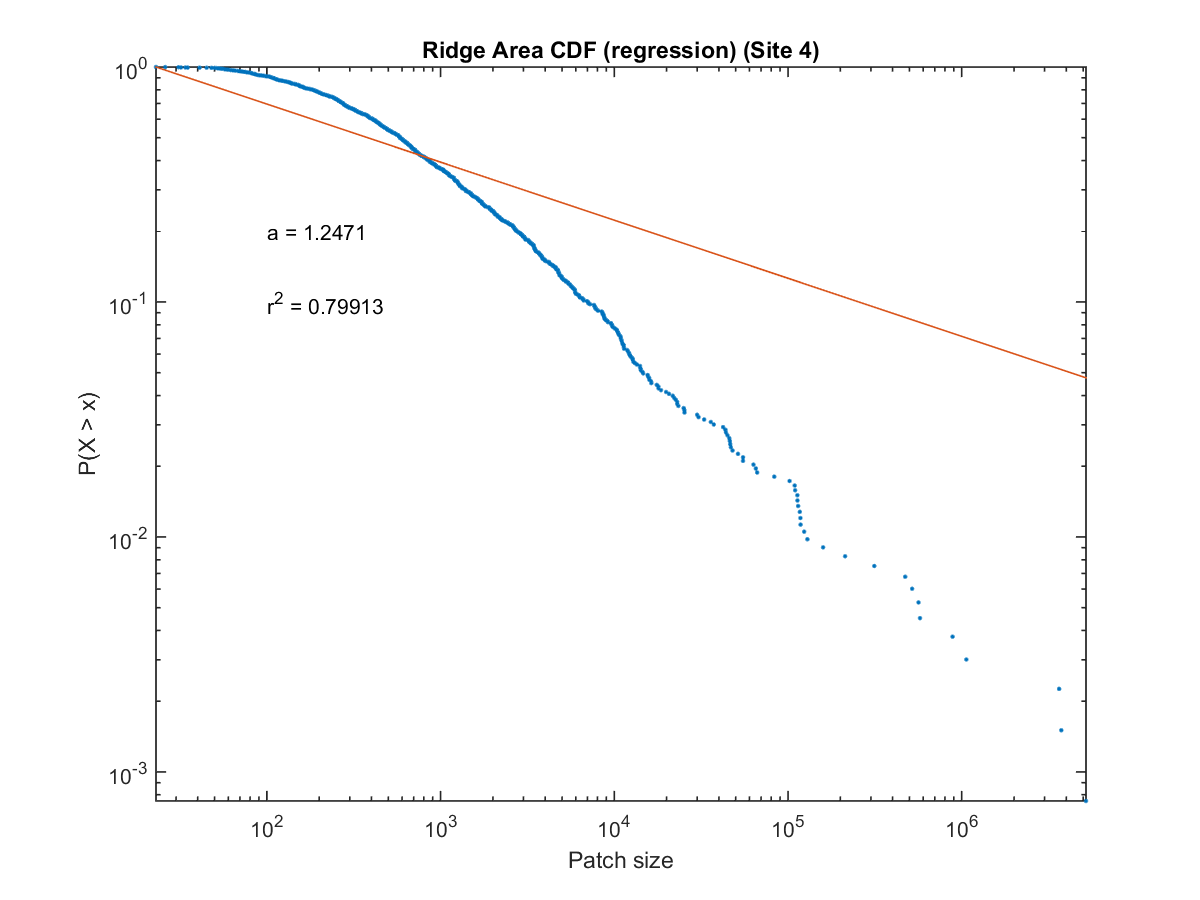 Ridge Area CDF (regression) (Site 4)
10^0
10^-1
10^-2
10^-3
P(X > x)
a = 1.2471
r^2 = 0.79913
10^2 10^3 10^4 10^5 10^6
Patch size